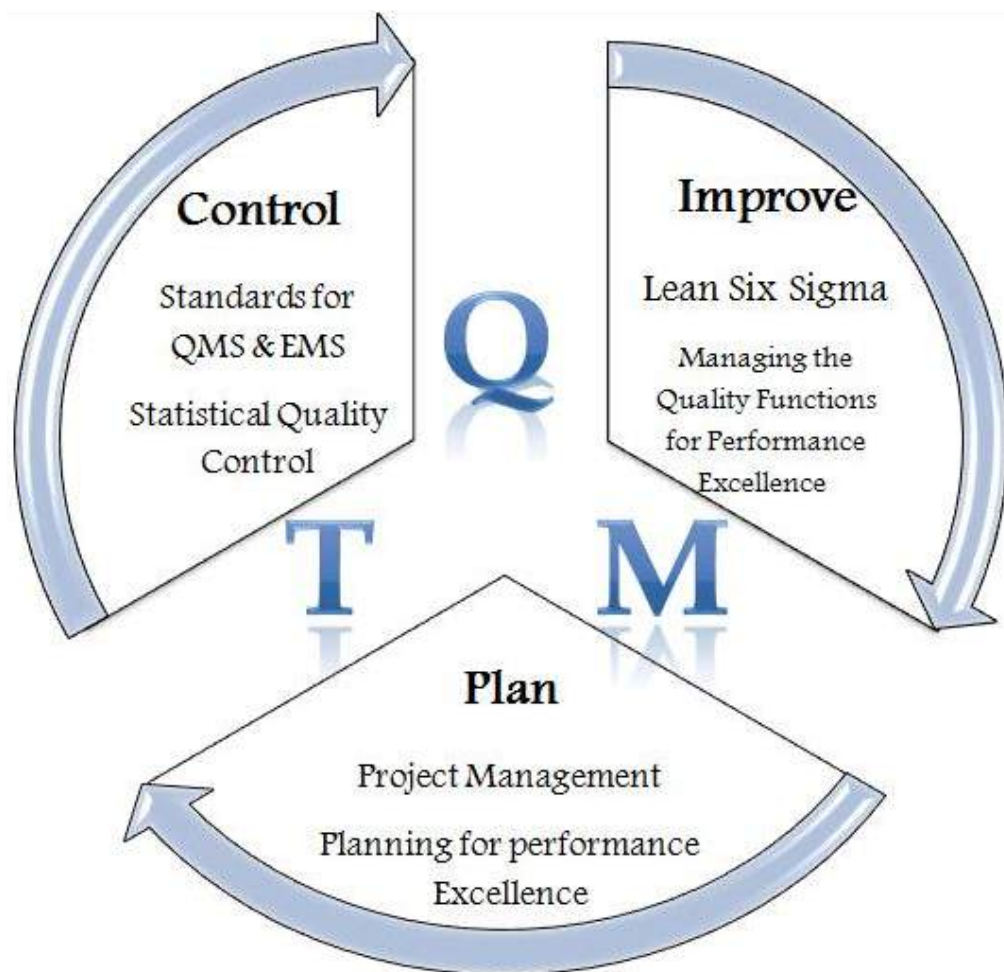 Control
Standards for
QMS & EMS
Statistical Quality
Control
Improve
Lean Six Sigma
Managing the
Quality Functions
for Performance
Excellence
Q
T
M
Plan
Project Management
Planning for performance
Excellence